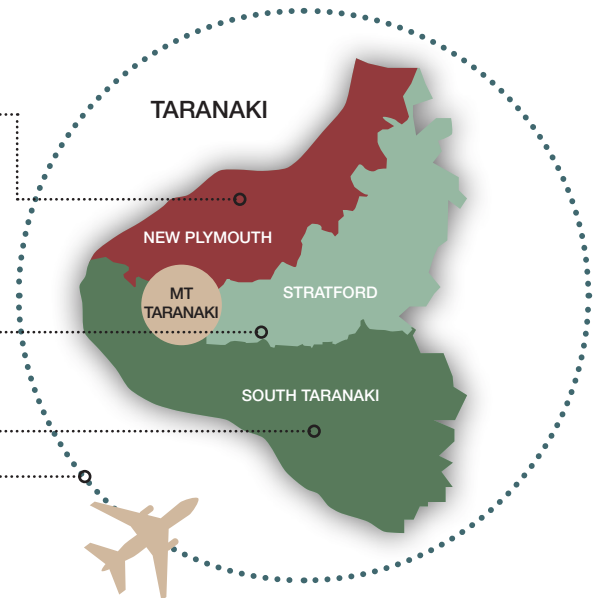 TARANAKI
NEW PLYMOUTH
MT
TARANAKI
STRATFORD
SOUTH TARANAKI